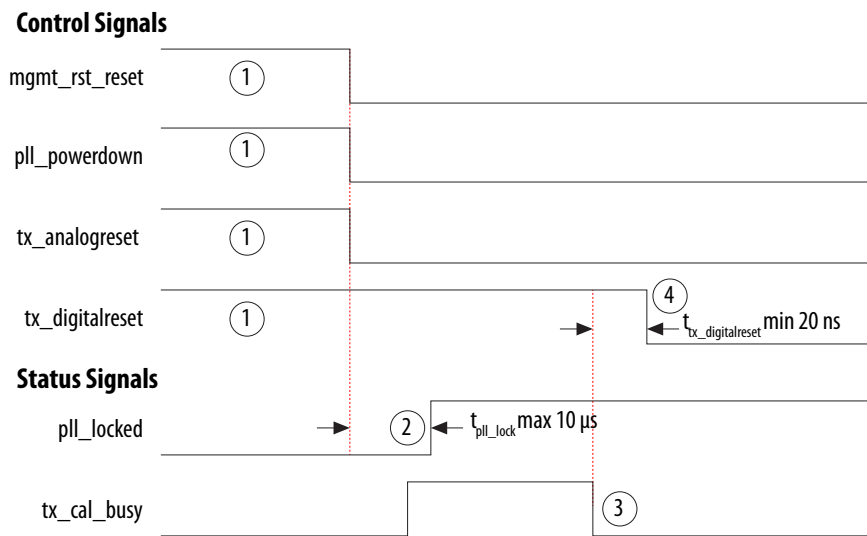 Control Signals
mgmt_rst_reset 1
pll_powerdown 1
tx_analogreset 1
tx_digitalreset 1 4 t_tx_digitalreset min 20 ns
Status Signals
pll_locked 2 t_pll_lock max 10 µs
tx_cal_busy 3